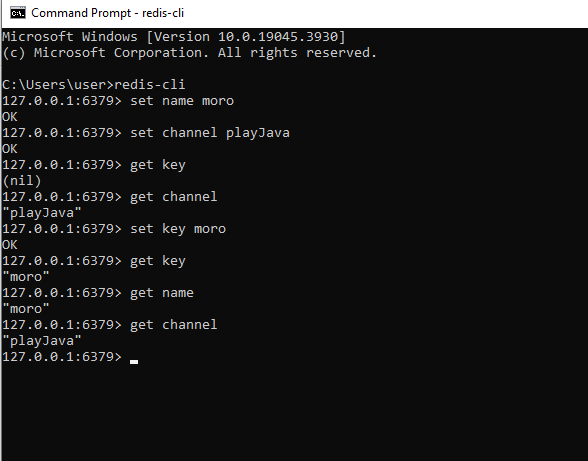 Command Prompt - redis-cli
Microsoft Windows [Version 10.0.19045.3930]
(c) Microsoft Corporation. All rights reserved.
C:\Users\user>redis-cli
127.0.0.1:6379> set name moro
OK
127.0.0.1:6379> set channel playJava
OK
127.0.0.1:6379> get key
(nil)
127.0.0.1:6379> get channel
"playJava"
127.0.0.1:6379> set key moro
OK
127.0.0.1:6379> get key
"moro"
127.0.0.1:6379> get name
"moro"
127.0.0.1:6379> get channel
"playJava"
127.0.0.1:6379>